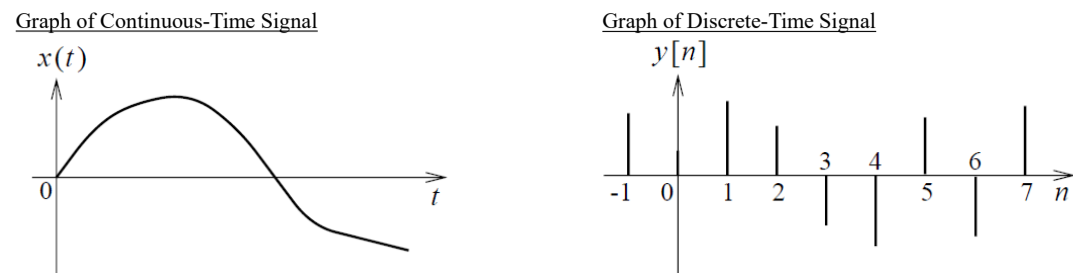 Graph of Continuous-Time Signal
x(t)
0
t
Graph of Discrete-Time Signal
y[n]
3 4 6
-1 0 1 2 5 7 n